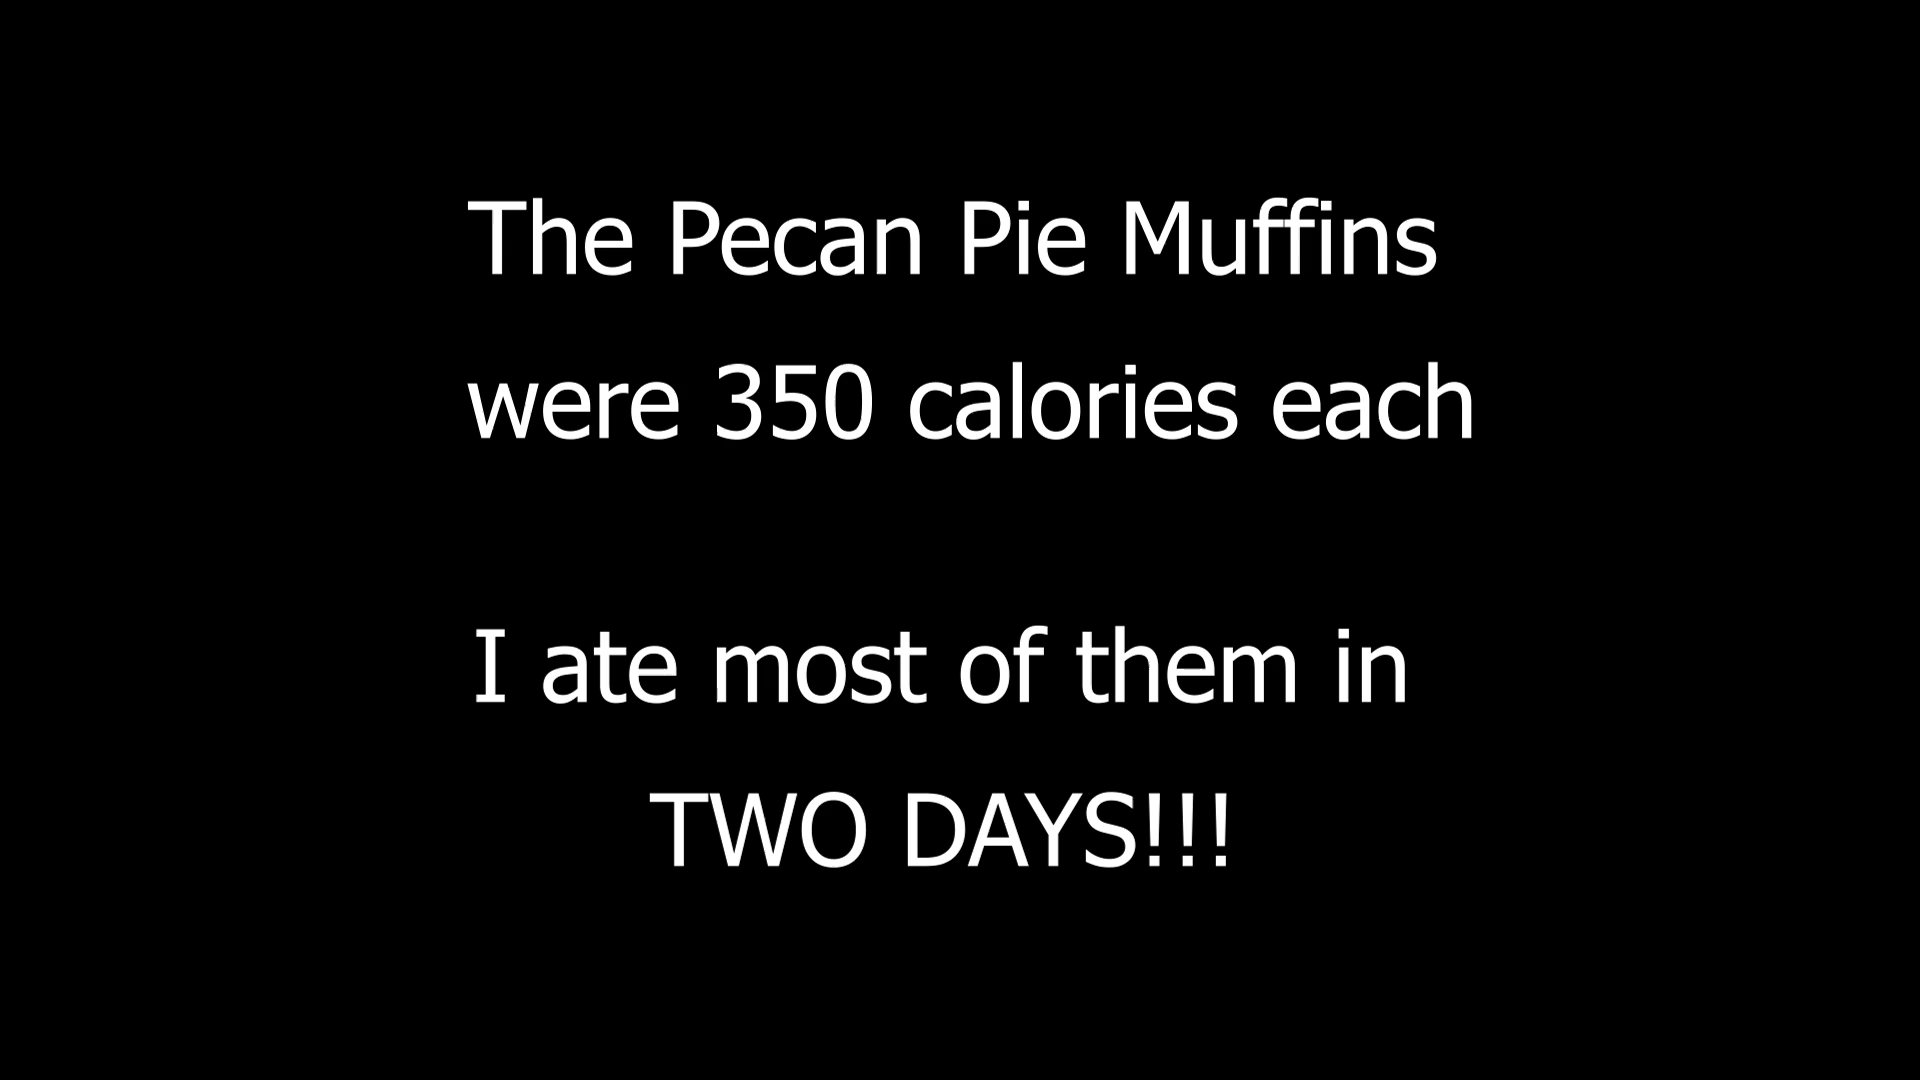 The Pecan Pie Muffins
were 350 calories each
I ate most of them in
TWO DAYS!!!